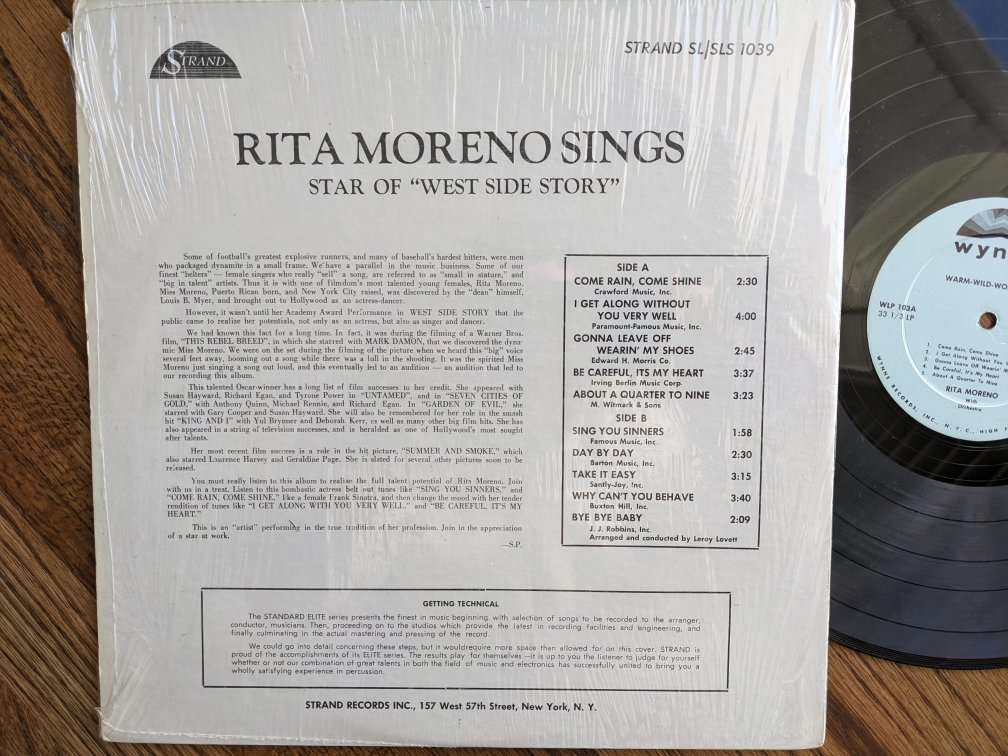 STRAND
STRAND SL/SLS 1039
RITA MORENO SINGS
STAR OF "WEST SIDE STORY"
Some of football's greatest explosive runners, and many of baseball's hardest hitters, were men
who packaged dynamite in a small frame. We have a parallel in the music business. Some of our
finest "belters" — female singers who really "sell" a song, are referred to as "small in stature," and
"big in talent" artists. Thus it is with one of filmdom's most talented young females, Rita Moreno.
Miss Moreno, Puerto Rican born, and New York City raised, was discovered by the "dean" himself,
Louis B. Myer, and brought out to Hollywood as an actress-dancer.
However, it wasn't until her Academy Award Performance in WEST SIDE STORY that the
public came to realise her potentials, not only as an actress, but also as singer and dancer.
We had known this fact for a long time. In fact, it was during the filming of a Warner Bros.
film, "THIS REBEL BREED", in which she starred with MARK DAMON, that we discovered the dyna-
mic Miss Moreno. We were on the set during the filming of the picture when we heard this "big" voice
several feet away, booming out a song while there was a lull in the shooting. It was the spirited Miss
Moreno just singing a song out loud, and this eventually led to an audition — an audition that led to
our recording this album.
This talented Oscar-winner has a long list of film successes to her credit. She appeared with
Susan Hayward, Richard Egan, and Tyrone Power in "UNTAMED", and in "SEVEN CITIES OF
GOLD," with Anthony Quinn, Michael Rennie, and Richard Egan. In "GARDEN OF EVIL," she
starred with Gary Cooper and Susan Hayward. She will also be remembered for her role in the smash
hit "KING AND I" with Yul Brynner and Deborah Kerr, as well as many other big film hits. She has
also appeared in a string of television successes, and is heralded as one of Hollywood's most sought
after talents.
Her most recent film success is a role in the hit picture, "SUMMER AND SMOKE," which
also starred Laurence Harvey and Geraldine Page. She is slated for several other pictures soon to be
released.
You must really listen to this album to realise the full talent potential of Rita Moreno. Join
with us in a treat. Listen to this bombastic actress belt out tunes like "SING YOU SINNERS," and
"COME RAIN, COME SHINE," like a female Frank Sinatra, and then change the mood with her tender
rendition of tunes like "I GET ALONG WITH YOU VERY WELL," and "BE CAREFUL, IT'S MY
HEART."
This is an "artist" performing in the true tradition of her profession. Join in the appreciation
of a star at work.
—S.P.
SIDE A
COME RAIN, COME SHINE 2:30
Crawford Music, Inc.
I GET ALONG WITHOUT
YOU VERY WELL 4:00
Paramount-Famous Music, Inc.
GONNA LEAVE OFF
WEARIN' MY SHOES 2:45
Edward H. Morris Co.
BE CAREFUL, ITS MY HEART 3:37
Irving Berlin Music Corp.
ABOUT A QUARTER TO NINE 3:23
M. Witmark & Sons
SIDE B
SING YOU SINNERS 1:58
Famous Music, Inc.
DAY BY DAY 2:30
Barton Music, Inc.
TAKE IT EASY 3:15
Santly-Joy, Inc.
WHY CAN'T YOU BEHAVE 3:40
Buxton Hill, Inc.
BYE BYE BABY 2:09
J. J. Robbins, Inc.
Arranged and conducted by Leroy Lovett
GETTING TECHNICAL
The STANDARD ELITE series presents the finest in music beginning with selection of songs to be recorded to the arranger,
conductor, musicians. Then, proceeding on to the studios which provide the latest in recording facilities and engineering, and
finally culminating in the actual mastering and pressing of the record.
We could go into detail concerning these steps, but it wouldrequire more space than allowed for on this cover. STRAND is
proud of the accomplishments of its ELITE series. The results play for themselves—it is up to you the listener to judge for yourself
whether or not our combination of great talents in both the field of music and electronics has successfully united to bring you a
wholly satisfying experience in percussion.
STRAND RECORDS INC., 157 West 57th Street, New York, N. Y.
wyn
WARM-WILD-WO
WLP 103A
33 1/3 LP
1. Come Rain, Come Shine
2. I Get Along Without You
3. Gonna Leave Off Wearin' M
4. Be Careful, It's My Heart
5. About A Quarter To Nine
RITA MORENO
With
Orchestra
WYNNE RECORDS, INC., N. Y. C., HIGH